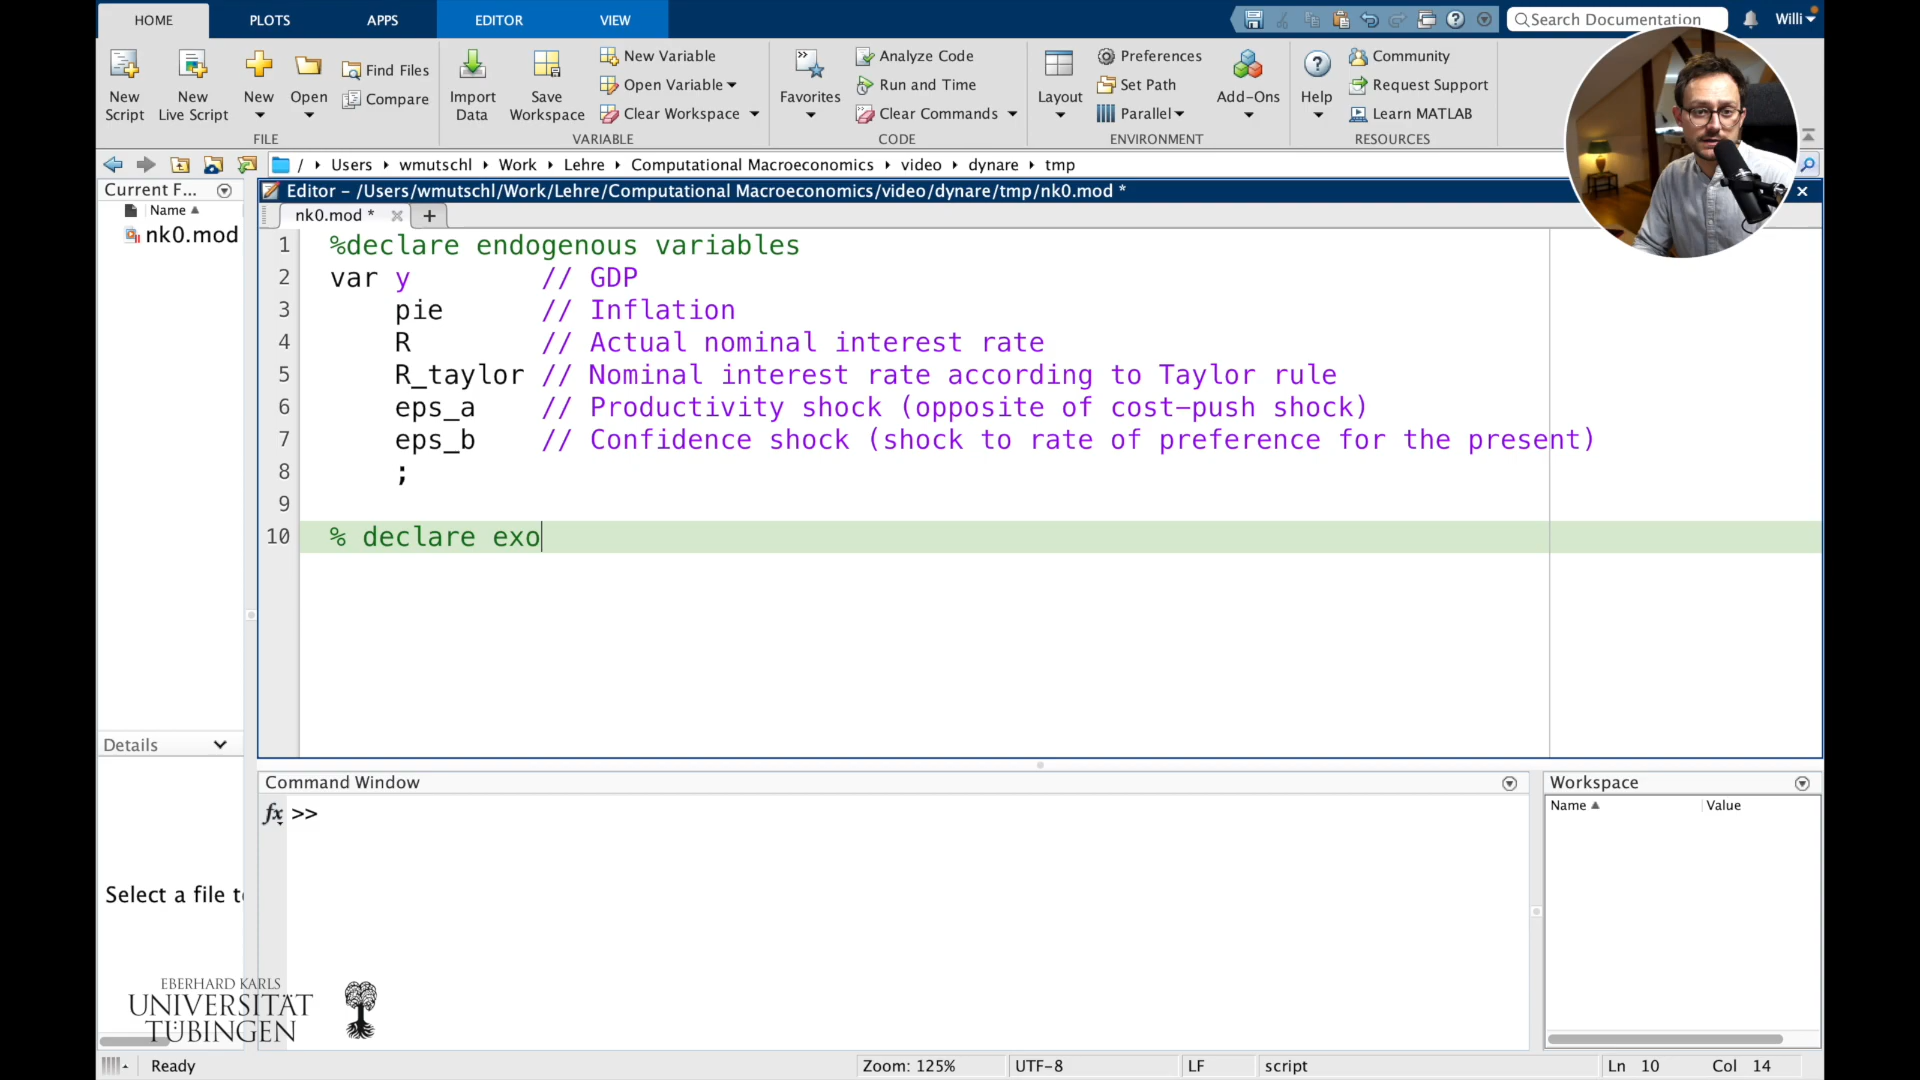 HOME PLOTS APPS EDITOR VIEW
Search Documentation
Willi
New Script
New Live Script
New
Open
Find Files
Compare
Import Data
Save Workspace
New Variable
Open Variable
Clear Workspace
Favorites
Analyze Code
Run and Time
Clear Commands
Layout
Preferences
Set Path
Parallel
Add-Ons
Help
Community
Request Support
Learn MATLAB
FILE VARIABLE CODE ENVIRONMENT RESOURCES
/ Users wmutschl Work Lehre Computational Macroeconomics video dynare tmp
Current F...
Name
nk0.mod
Editor – /Users/wmutschl/Work/Lehre/Computational Macroeconomics/video/dynare/tmp/nk0.mod *
nk0.mod *
1 %declare endogenous variables
2 var y // GDP
3 pie // Inflation
4 R // Actual nominal interest rate
5 R_taylor // Nominal interest rate according to Taylor rule
6 eps_a // Productivity shock (opposite of cost-push shock)
7 eps_b // Confidence shock (shock to rate of preference for the present)
8 ;
9
10 % declare exo
Details
Select a file to
Command Window
fx >>
Workspace
Name Value
EBERHARD KARLS
UNIVERSITÄT
TÜBINGEN
Ready
Zoom: 125% UTF-8 LF script Ln 10 Col 14